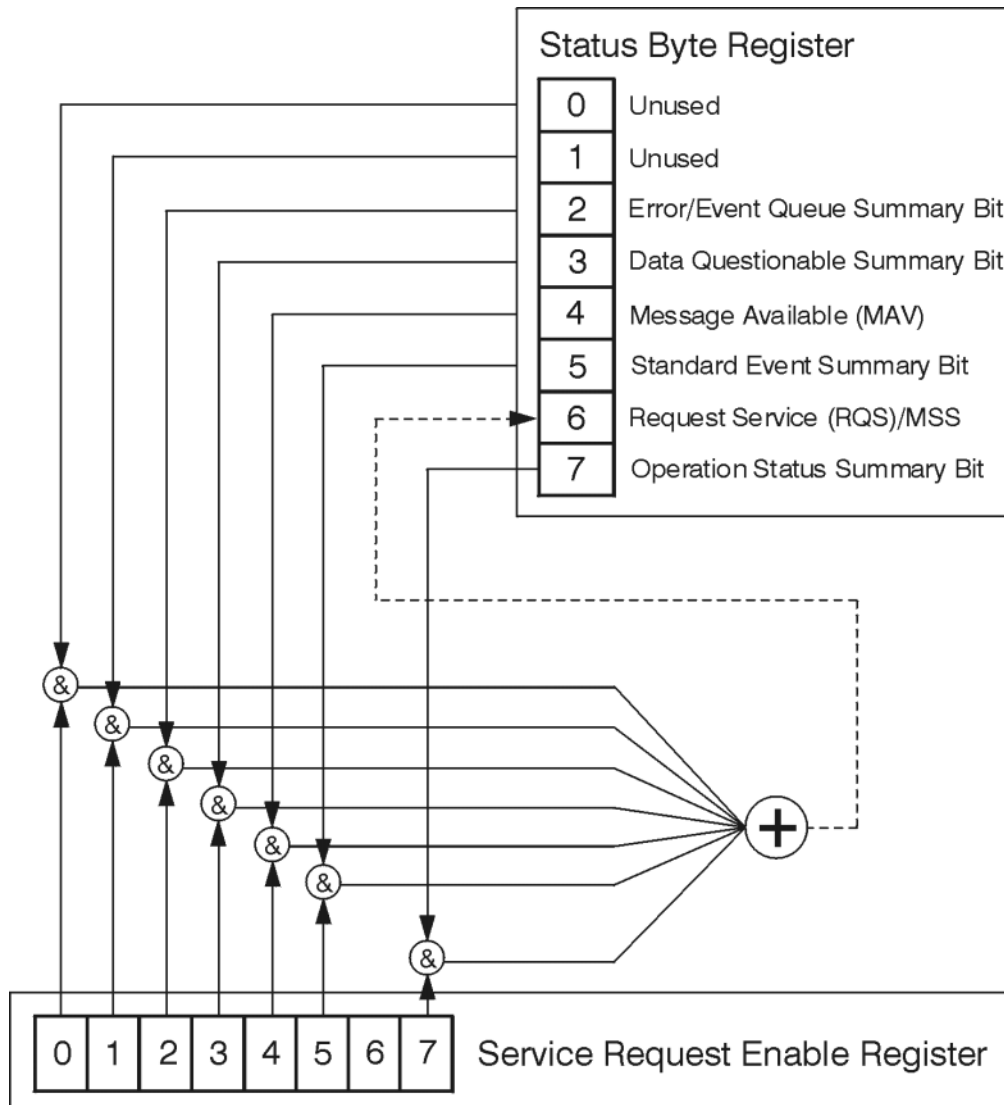 Status Byte Register
0 Unused
1 Unused
2 Error/Event Queue Summary Bit
3 Data Questionable Summary Bit
4 Message Available (MAV)
5 Standard Event Summary Bit
6 Request Service (RQS)/MSS
7 Operation Status Summary Bit
&
&
&
&
&
&
&
+
0 1 2 3 4 5 6 7 Service Request Enable Register